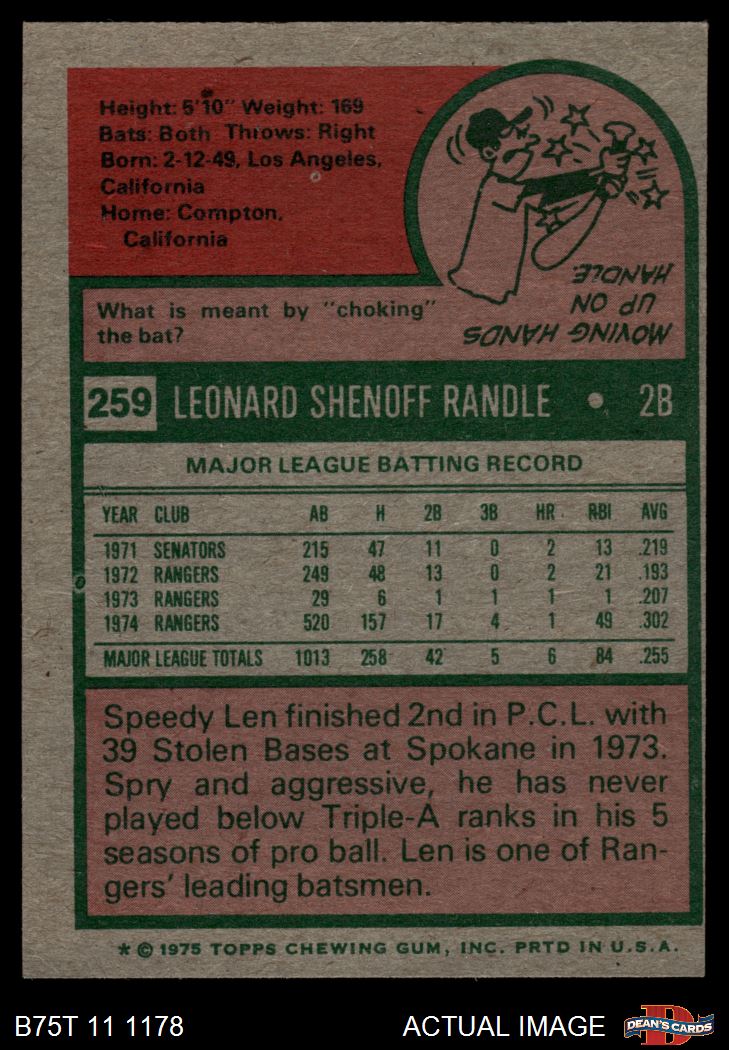 Height: 5'10" Weight: 169
Bats: Both Throws: Right
Born: 2-12-49, Los Angeles,
California
Home: Compton,
California
What is meant by "choking"
the bat?
MOVING HANDS
UP ON
HANDLE.
259 LEONARD SHENOFF RANDLE • 2B
MAJOR LEAGUE BATTING RECORD
YEAR CLUB AB H 2B 3B HR RBI AVG
1971 SENATORS 215 47 11 0 2 13 .219
1972 RANGERS 249 48 13 0 2 21 .193
1973 RANGERS 29 6 1 1 1 1 .207
1974 RANGERS 520 157 17 4 1 49 .302
MAJOR LEAGUE TOTALS 1013 258 42 5 6 84 .255
Speedy Len finished 2nd in P.C.L. with
39 Stolen Bases at Spokane in 1973.
Spry and aggressive, he has never
played below Triple-A ranks in his 5
seasons of pro ball. Len is one of Ran-
gers' leading batsmen.
* © 1975 TOPPS CHEWING GUM, INC. PRTD IN U.S.A.
B75T 11 1178 ACTUAL IMAGE D DEAN'S CARDS